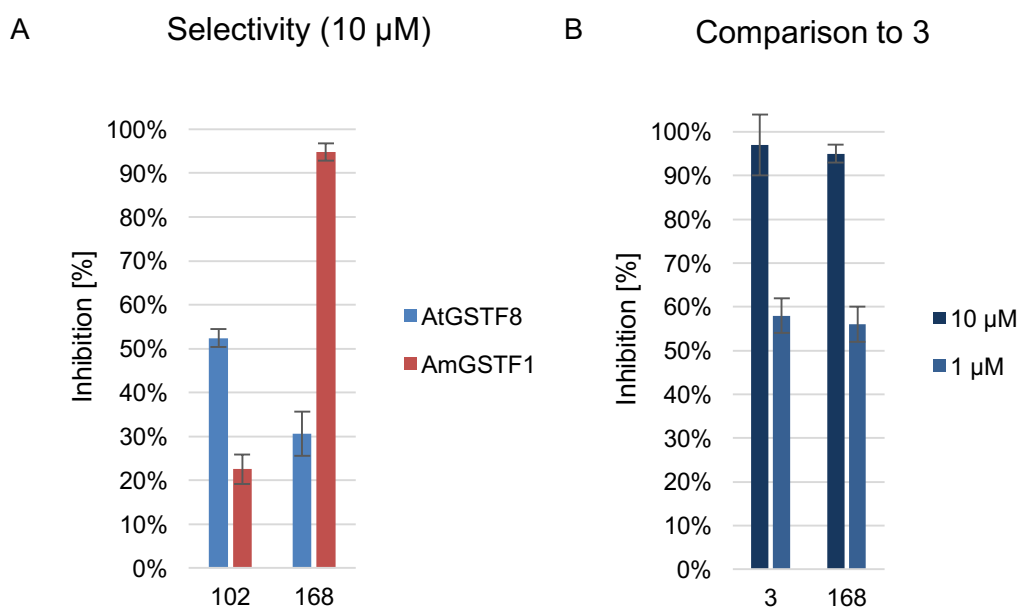 A
Selectivity (10 µM)
Inhibition [%]
100%
90%
80%
70%
60%
50%
40%
30%
20%
10%
0%
102
168
AtGSTF8
AmGSTF1
B
Comparison to 3
Inhibition [%]
100%
90%
80%
70%
60%
50%
40%
30%
20%
10%
0%
3
168
10 µM
1 µM